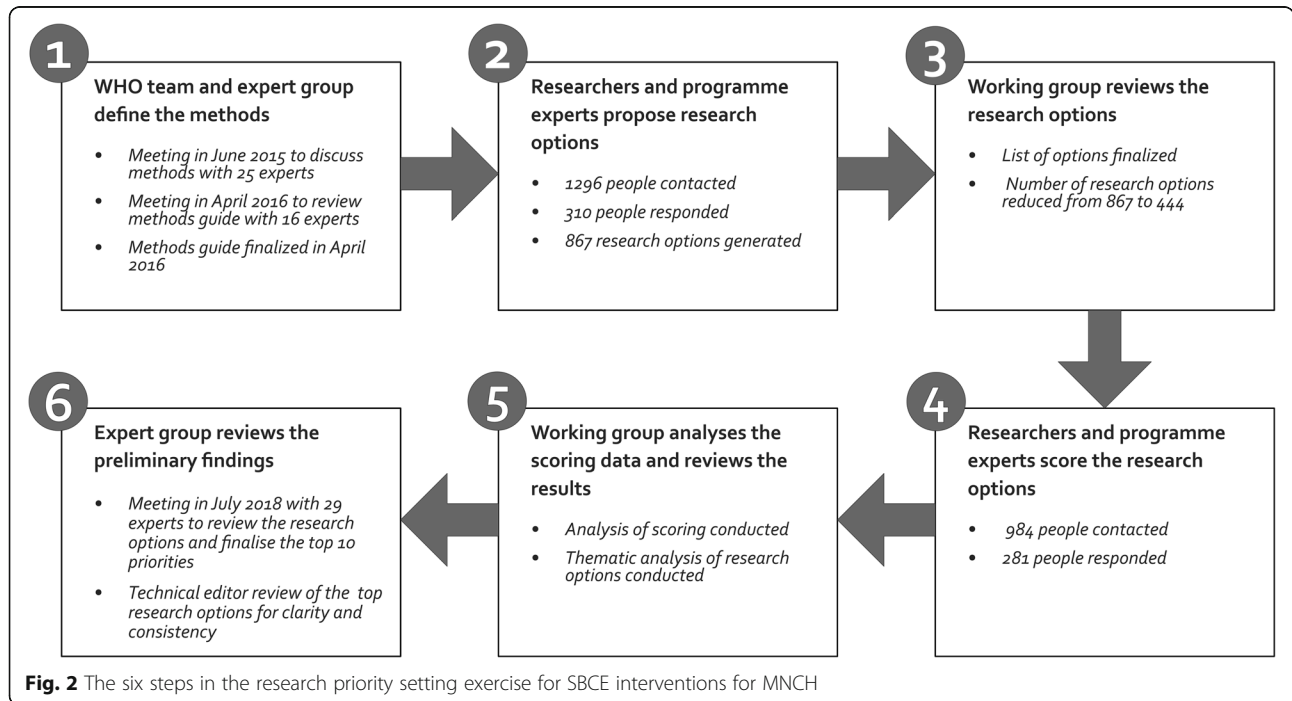 1
WHO team and expert group
define the methods
• Meeting in June 2015 to discuss
methods with 25 experts
• Meeting in April 2016 to review
methods guide with 16 experts
• Methods guide finalized in April
2016
2
Researchers and programme
experts propose research
options
• 1296 people contacted
• 310 people responded
• 867 research options generated
3
Working group reviews the
research options
• List of options finalized
• Number of research options
reduced from 867 to 444
4
Researchers and programme
experts score the research
options
• 984 people contacted
• 281 people responded
5
Working group analyses the
scoring data and reviews the
results
• Analysis of scoring conducted
• Thematic analysis of research
options conducted
6
Expert group reviews the
preliminary findings
• Meeting in July 2018 with 29
experts to review the research
options and finalise the top 10
priorities
• Technical editor review of the top
research options for clarity and
consistency
Fig. 2 The six steps in the research priority setting exercise for SBCE interventions for MNCH